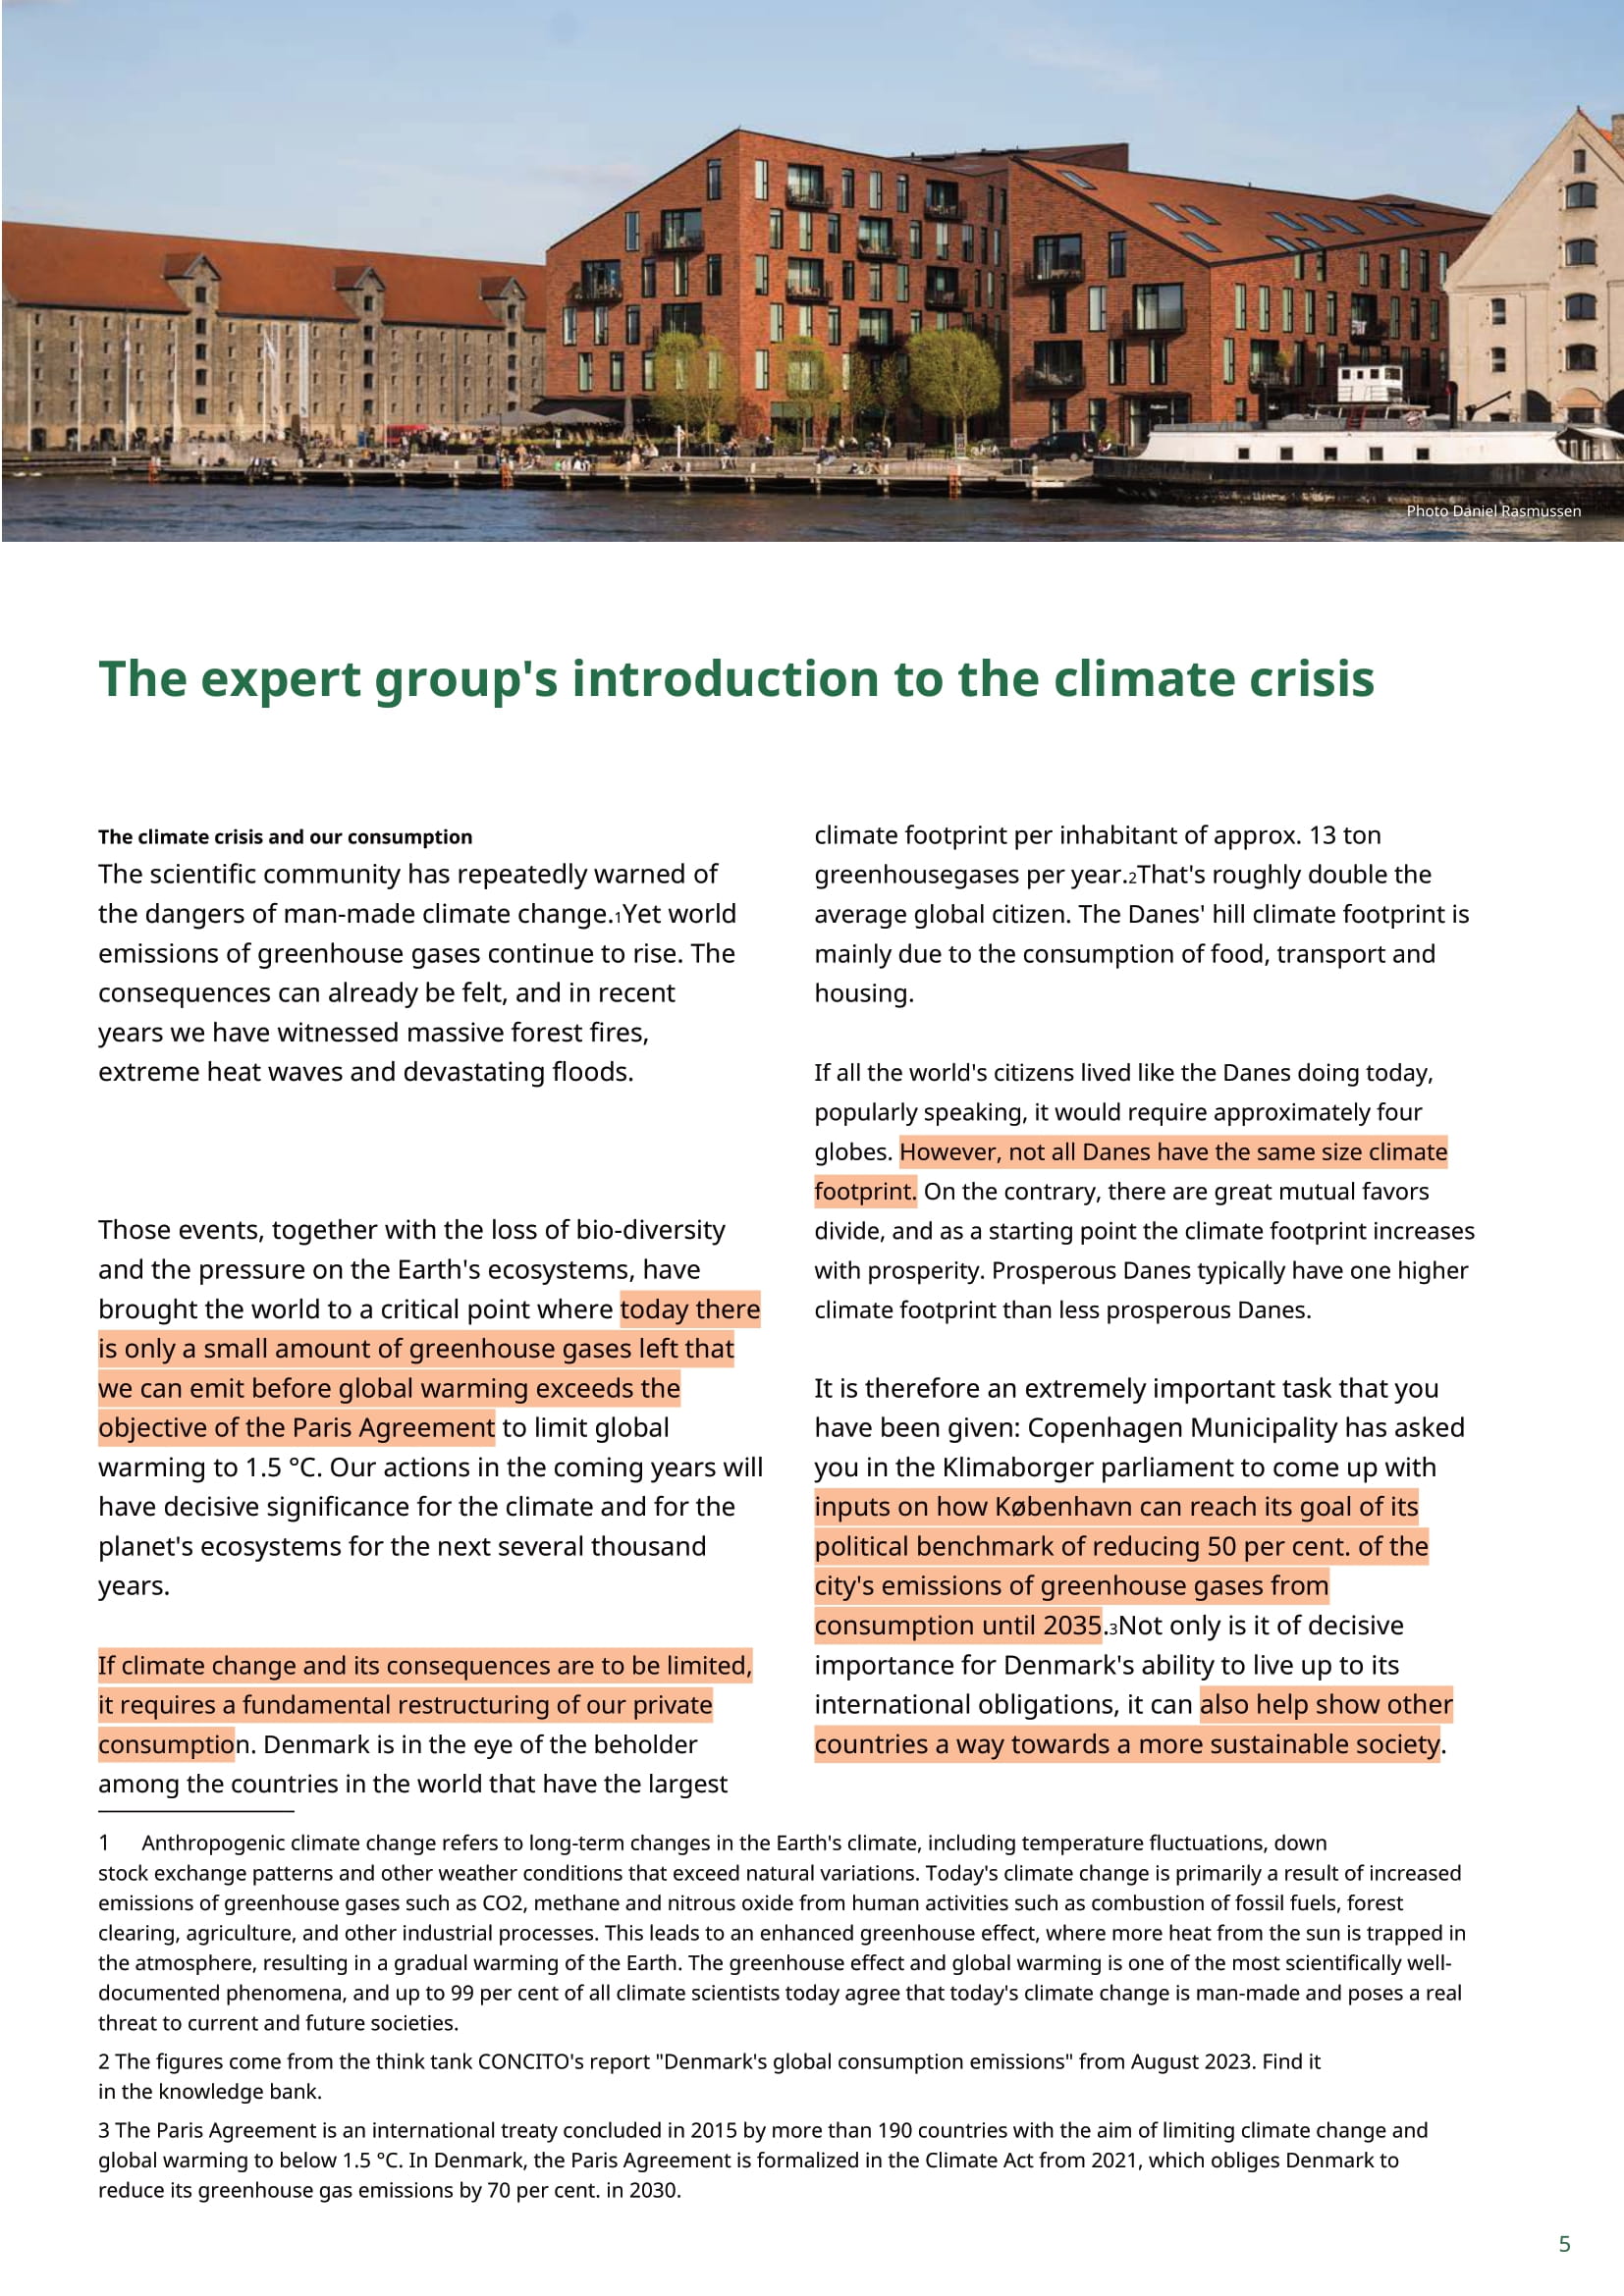 Photo Daniel Rasmussen
The expert group's introduction to the climate crisis
The climate crisis and our consumption
The scientific community has repeatedly warned of
the dangers of man-made climate change.1Yet world
emissions of greenhouse gases continue to rise. The
consequences can already be felt, and in recent
years we have witnessed massive forest fires,
extreme heat waves and devastating floods.
Those events, together with the loss of bio-diversity
and the pressure on the Earth's ecosystems, have
brought the world to a critical point where today there
is only a small amount of greenhouse gases left that
we can emit before global warming exceeds the
objective of the Paris Agreement to limit global
warming to 1.5 °C. Our actions in the coming years will
have decisive significance for the climate and for the
planet's ecosystems for the next several thousand
years.
If climate change and its consequences are to be limited,
it requires a fundamental restructuring of our private
consumption. Denmark is in the eye of the beholder
among the countries in the world that have the largest
climate footprint per inhabitant of approx. 13 ton
greenhousegases per year.2That's roughly double the
average global citizen. The Danes' hill climate footprint is
mainly due to the consumption of food, transport and
housing.
If all the world's citizens lived like the Danes doing today,
popularly speaking, it would require approximately four
globes. However, not all Danes have the same size climate
footprint. On the contrary, there are great mutual favors
divide, and as a starting point the climate footprint increases
with prosperity. Prosperous Danes typically have one higher
climate footprint than less prosperous Danes.
It is therefore an extremely important task that you
have been given: Copenhagen Municipality has asked
you in the Klimaborger parliament to come up with
inputs on how København can reach its goal of its
political benchmark of reducing 50 per cent. of the
city's emissions of greenhouse gases from
consumption until 2035.3Not only is it of decisive
importance for Denmark's ability to live up to its
international obligations, it can also help show other
countries a way towards a more sustainable society.
1 Anthropogenic climate change refers to long-term changes in the Earth's climate, including temperature fluctuations, down
stock exchange patterns and other weather conditions that exceed natural variations. Today's climate change is primarily a result of increased
emissions of greenhouse gases such as CO2, methane and nitrous oxide from human activities such as combustion of fossil fuels, forest
clearing, agriculture, and other industrial processes. This leads to an enhanced greenhouse effect, where more heat from the sun is trapped in
the atmosphere, resulting in a gradual warming of the Earth. The greenhouse effect and global warming is one of the most scientifically well-
documented phenomena, and up to 99 per cent of all climate scientists today agree that today's climate change is man-made and poses a real
threat to current and future societies.
2 The figures come from the think tank CONCITO's report "Denmark's global consumption emissions" from August 2023. Find it
in the knowledge bank.
3 The Paris Agreement is an international treaty concluded in 2015 by more than 190 countries with the aim of limiting climate change and
global warming to below 1.5 °C. In Denmark, the Paris Agreement is formalized in the Climate Act from 2021, which obliges Denmark to
reduce its greenhouse gas emissions by 70 per cent. in 2030.
5